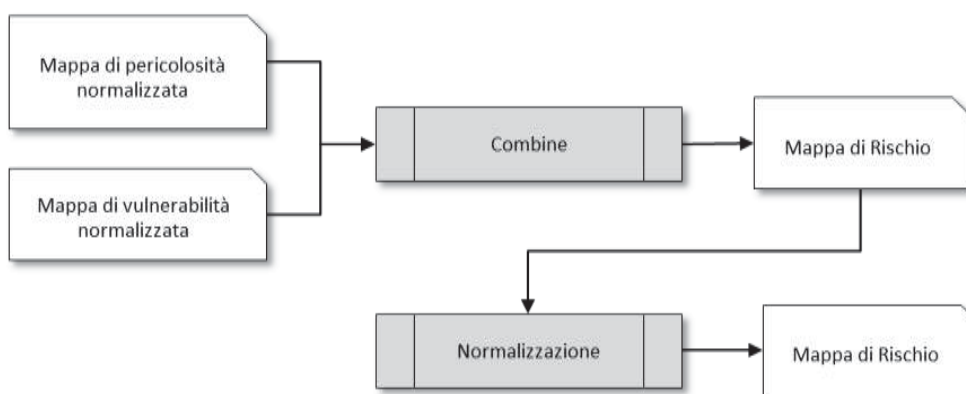 Mappa di pericolosità
normalizzata
Combine
Mappa di Rischio
Mappa di vulnerabilità
normalizzata
Normalizzazione
Mappa di Rischio